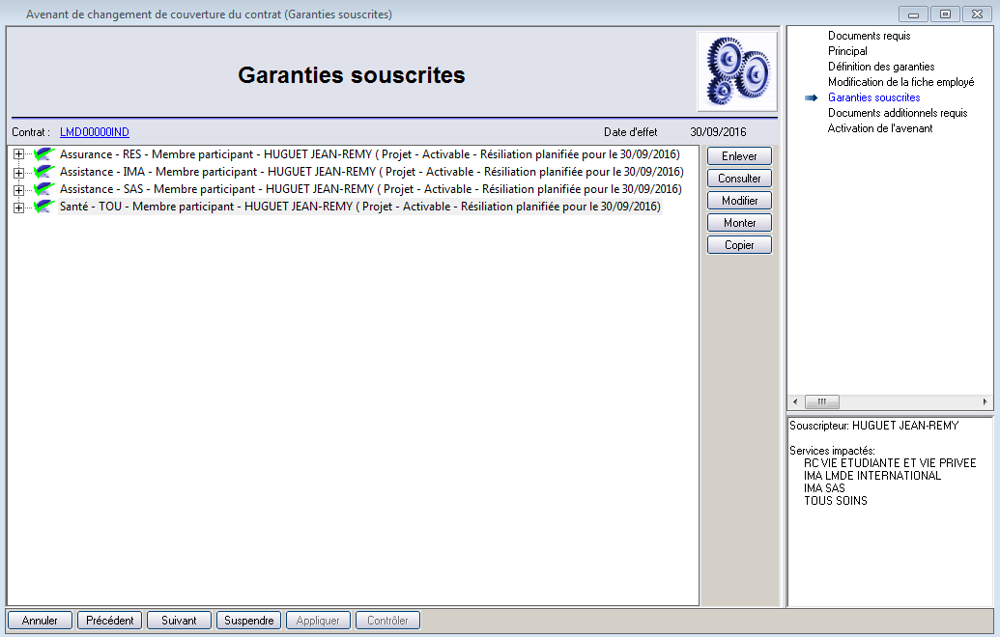 Avenant de changement de couverture du contrat (Garanties souscrites)
Garanties souscrites
Contrat : LMD00000IND Date d'effet 30/09/2016
Assurance - RES - Membre participant - HUGUET JEAN-REMY ( Projet - Activable - Résiliation planifiée pour le 30/09/2016)
Assistance - IMA - Membre participant - HUGUET JEAN-REMY ( Projet - Activable - Résiliation planifiée pour le 30/09/2016)
Assistance - SAS - Membre participant - HUGUET JEAN-REMY ( Projet - Activable - Résiliation planifiée pour le 30/09/2016)
Santé - TOU - Membre participant - HUGUET JEAN-REMY ( Projet - Activable - Résiliation planifiée pour le 30/09/2016)
Enlever
Consulter
Modifier
Monter
Copier
Documents requis
Principal
Définition des garanties
Modification de la fiche employé
Garanties souscrites
Documents additionnels requis
Activation de l'avenant
Souscripteur: HUGUET JEAN-REMY
Services impactés:
RC VIE ETUDIANTE ET VIE PRIVEE
IMA LMDE INTERNATIONAL
IMA SAS
TOUS SOINS
Annuler Précédent Suivant Suspendre Appliquer Contrôler